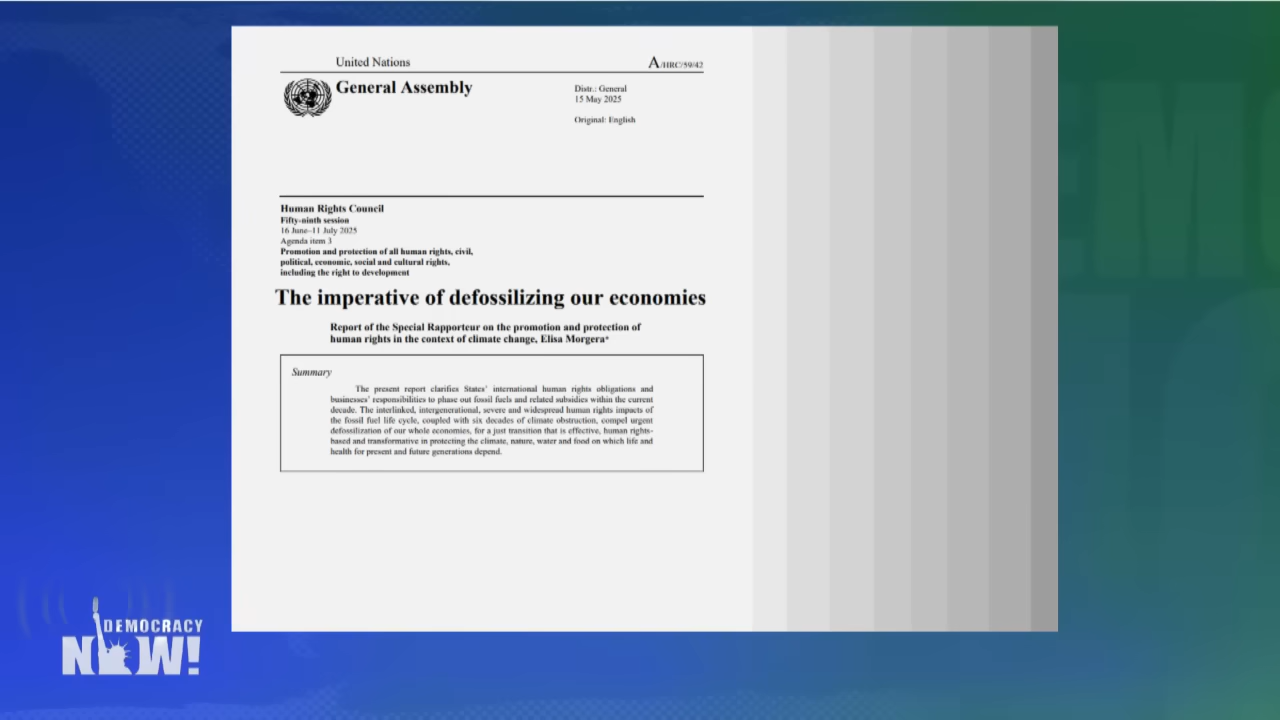 United Nations
A/HRC/59/42
General Assembly
Distr.: General
15 May 2025
Original: English
Human Rights Council
Fifty-ninth session
16 June–11 July 2025
Agenda item 3
Promotion and protection of all human rights, civil,
political, economic, social and cultural rights,
including the right to development
The imperative of defossilizing our economies
Report of the Special Rapporteur on the promotion and protection of
human rights in the context of climate change, Elisa Morgera*
Summary
The present report clarifies States' international human rights obligations and
businesses' responsibilities to phase out fossil fuels and related subsidies within the current
decade. The interlinked, intergenerational, severe and widespread human rights impacts of
the fossil fuel life cycle, coupled with six decades of climate obstruction, compel urgent
defossilization of our whole economies, for a just transition that is effective, human rights-
based and transformative in protecting the climate, nature, water and food on which life and
health for present and future generations depend.
DEMOCRACY
NOW!